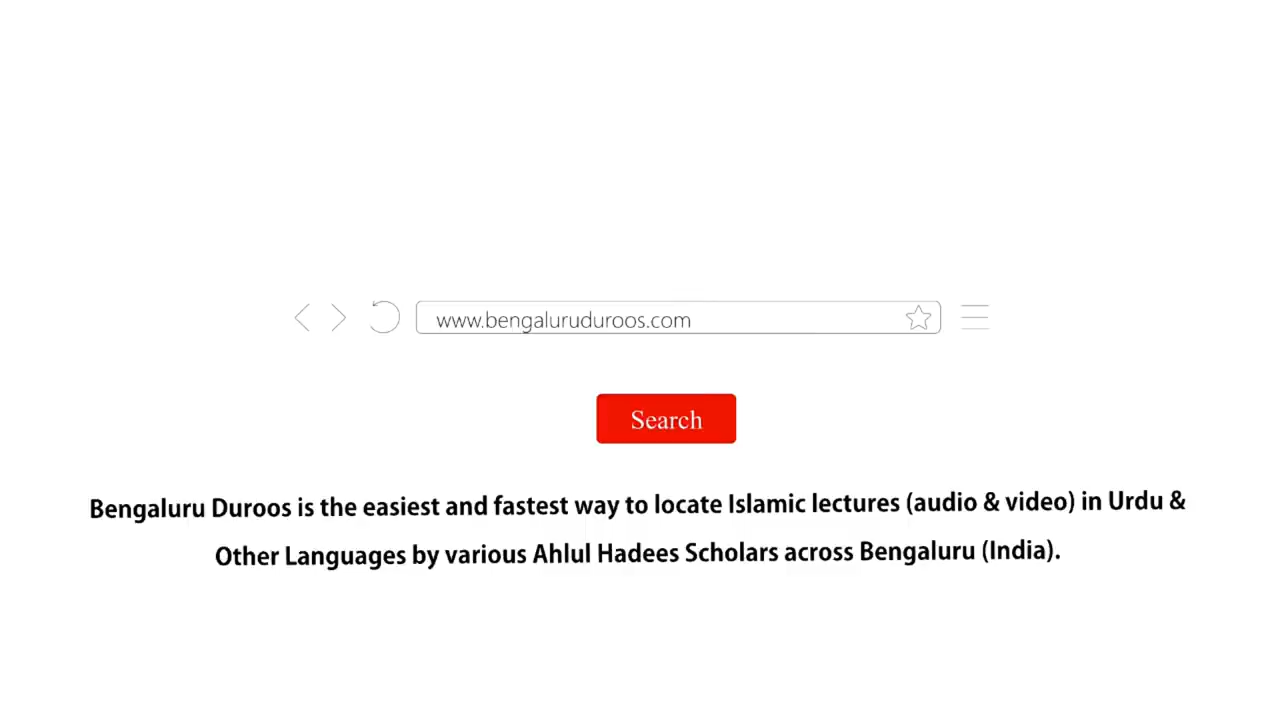 www.bengaluruduroos.com
Search
Bengaluru Duroos is the easiest and fastest way to locate Islamic lectures (audio & video) in Urdu &
Other Languages by various Ahlul Hadees Scholars across Bengaluru (India).